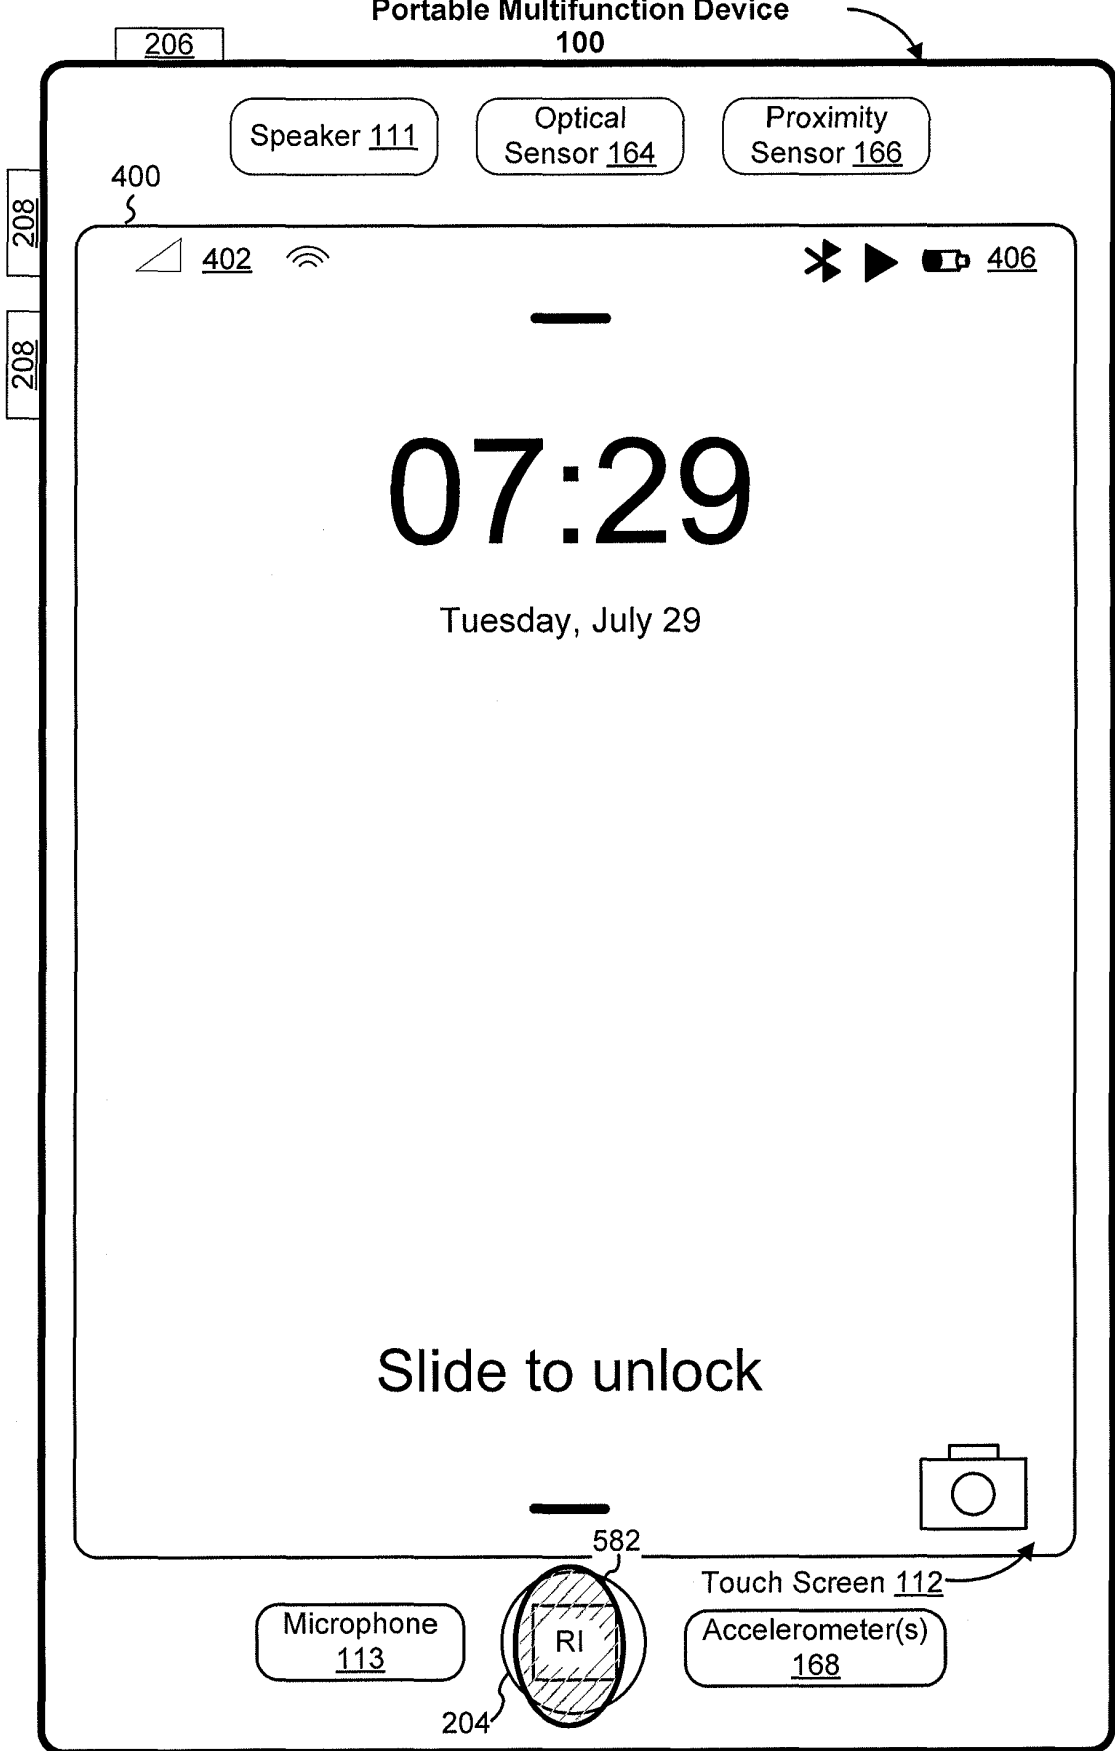 Portable Multifunction Device
100
206
Speaker 111
Optical
Sensor 164
Proximity
Sensor 166
400
208
402
406
208
07:29
Tuesday, July 29
Slide to unlock
582
Touch Screen 112
Microphone
113
RI
Accelerometer(s)
168
204